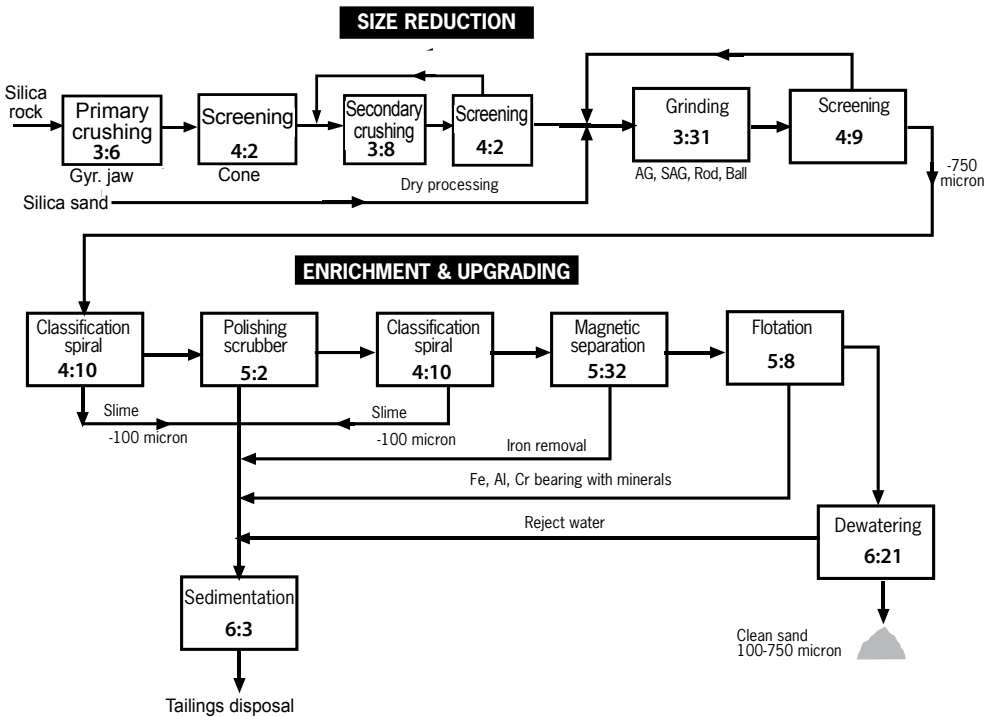 SIZE REDUCTION
Silica
rock
Primary
crushing
3:6
Gyr. jaw
Screening
4:2
Cone
Secondary
crushing
3:8
Screening
4:2
Grinding
3:31
AG, SAG, Rod, Ball
Screening
4:9
-750
micron
Dry processing
Silica sand
ENRICHMENT & UPGRADING
Classification
spiral
4:10
Polishing
scrubber
5:2
Classification
spiral
4:10
Magnetic
separation
5:32
Flotation
5:8
Slime
-100 micron
Slime
-100 micron
Iron removal
Fe, Al, Cr bearing with minerals
Reject water
Dewatering
6:21
Sedimentation
6:3
Clean sand
100-750 micron
Tailings disposal